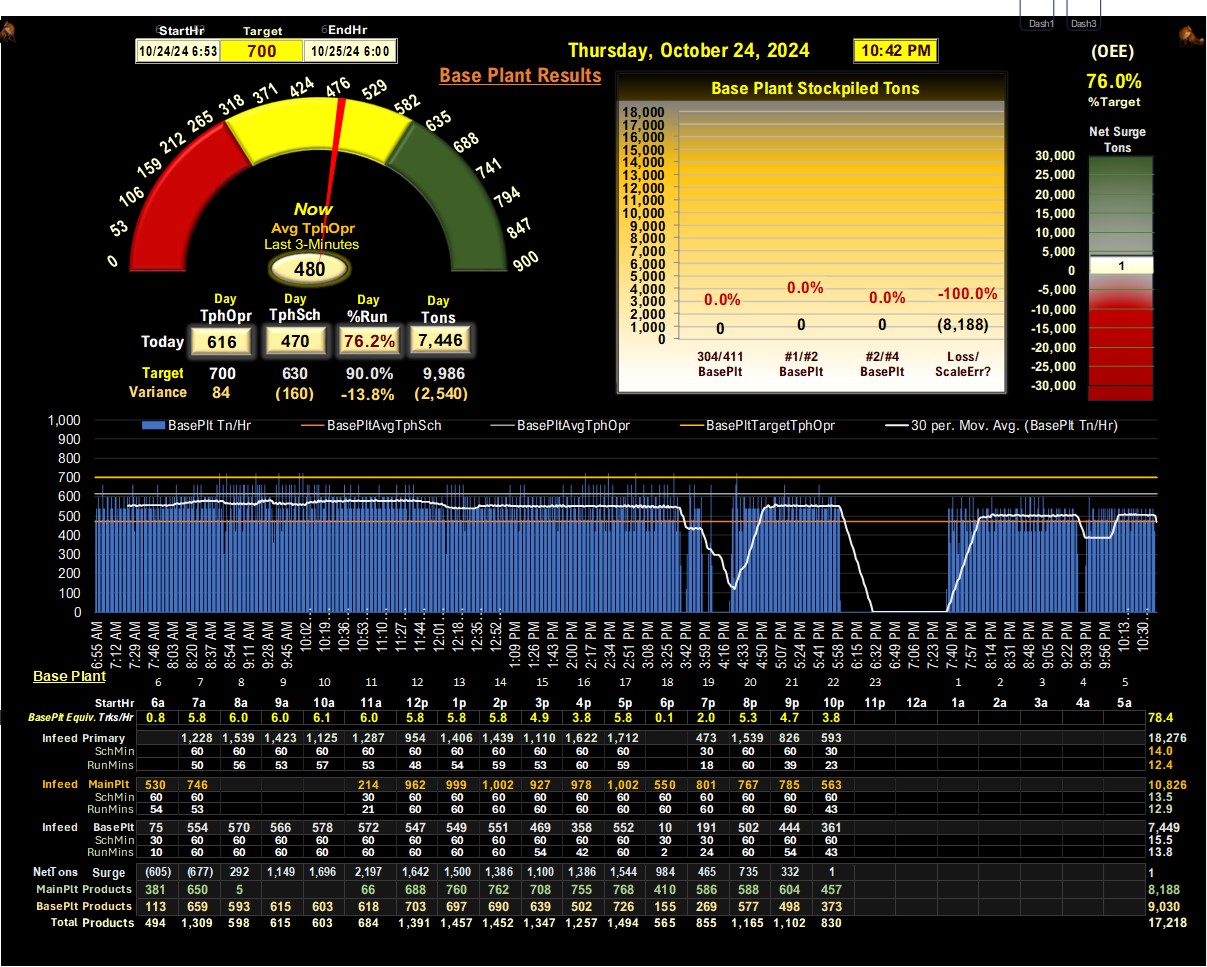 Dash1 Dash3
StartHr Target EndHr
10/24/24 6:53 700 10/25/24 6:00
Thursday, October 24, 2024 10:42 PM
Base Plant Results
(OEE)
76.0%
%Target
Net Surge
Tons
30,000
25,000
20,000
15,000
10,000
5,000
0
-5,000
-10,000
-15,000
-20,000
-25,000
-30,000
1
0 53 106 159 212 265 318 371 424 476 529 582 635 688 741 794 847 900
Now
Avg TphOpr
Last 3-Minutes
480
Day Day Day Day
TphOpr TphSch %Run Tons
Today 616 470 76.2% 7,446
Target 700 630 90.0% 9,986
Variance 84 (160) -13.8% (2,540)
Base Plant Stockpiled Tons
18,000
17,000
16,000
15,000
14,000
13,000
12,000
11,000
10,000
9,000
8,000
7,000
6,000
5,000
4,000
3,000
2,000
1,000
0
0.0% 0.0% 0.0% -100.0%
0 0 0 (8,188)
304/411 #1/#2 #2/#4 Loss/
BasePlt BasePlt BasePlt ScaleErr?
BasePlt Tn/Hr BasePltAvgTphSch BasePltAvgTphOpr BasePltTargetTphOpr 30 per. Mov. Avg. (BasePlt Tn/Hr)
1,000
900
800
700
600
500
400
300
200
100
0
6:55 AM 7:12 AM 7:29 AM 7:46 AM 8:03 AM 8:20 AM 8:37 AM 8:54 AM 9:11 AM 9:28 AM 9:45 AM 10:02... 10:19... 10:36... 10:53... 11:10... 11:27... 11:44... 12:01... 12:18... 12:35... 12:52... 1:09 PM 1:26 PM 1:43 PM 2:00 PM 2:17 PM 2:34 PM 2:51 PM 3:08 PM 3:25 PM 3:42 PM 3:59 PM 4:16 PM 4:33 PM 4:50 PM 5:07 PM 5:24 PM 5:41 PM 5:58 PM 6:15 PM 6:32 PM 6:49 PM 7:06 PM 7:23 PM 7:40 PM 7:57 PM 8:14 PM 8:31 PM 8:48 PM 9:05 PM 9:22 PM 9:39 PM 9:56 PM 10:13... 10:30...
Base Plant
6 7 8 9 10 11 12 13 14 15 16 17 18 19 20 21 22 23 1 2 3 4 5
StartHr 6a 7a 8a 9a 10a 11a 12p 1p 2p 3p 4p 5p 6p 7p 8p 9p 10p 11p 12a 1a 2a 3a 4a 5a
BasePlt Equiv. Trks/Hr 0.8 5.8 6.0 6.0 6.1 6.0 5.8 5.8 5.8 4.9 3.8 5.8 0.1 2.0 5.3 4.7 3.8 78.4
Infeed Primary 1,228 1,539 1,423 1,125 1,287 954 1,406 1,439 1,110 1,622 1,712 473 1,539 826 593 18,276
SchMin 60 60 60 60 60 60 60 60 60 60 60 30 60 60 60 14.0
RunMins 50 56 53 57 53 48 54 59 53 60 59 18 60 39 23 12.4
Infeed MainPlt 530 746 214 962 999 1,002 927 978 1,002 550 801 767 785 563 10,826
SchMin 60 60 30 60 60 60 60 60 60 60 60 60 60 60 13.5
RunMins 54 53 21 60 60 60 60 60 60 60 60 60 60 43 12.9
Infeed BasePlt 75 554 570 566 578 572 547 549 551 469 358 552 10 191 502 444 361 7,449
SchMin 30 60 60 60 60 60 60 60 60 60 60 60 30 30 60 60 60 15.5
RunMins 10 60 60 60 60 60 60 60 60 54 42 60 2 24 60 54 43 13.8
NetTons Surge (605) (677) 292 1,149 1,696 2,197 1,642 1,500 1,386 1,100 1,386 1,544 984 465 735 332 1 1
MainPlt Products 381 650 5 66 688 760 762 708 755 768 410 586 588 604 457 8,188
BasePlt Products 113 659 593 615 603 618 703 697 690 639 502 726 155 269 577 498 373 9,030
Total Products 494 1,309 598 615 603 684 1,391 1,457 1,452 1,347 1,257 1,494 565 855 1,165 1,102 830 17,218